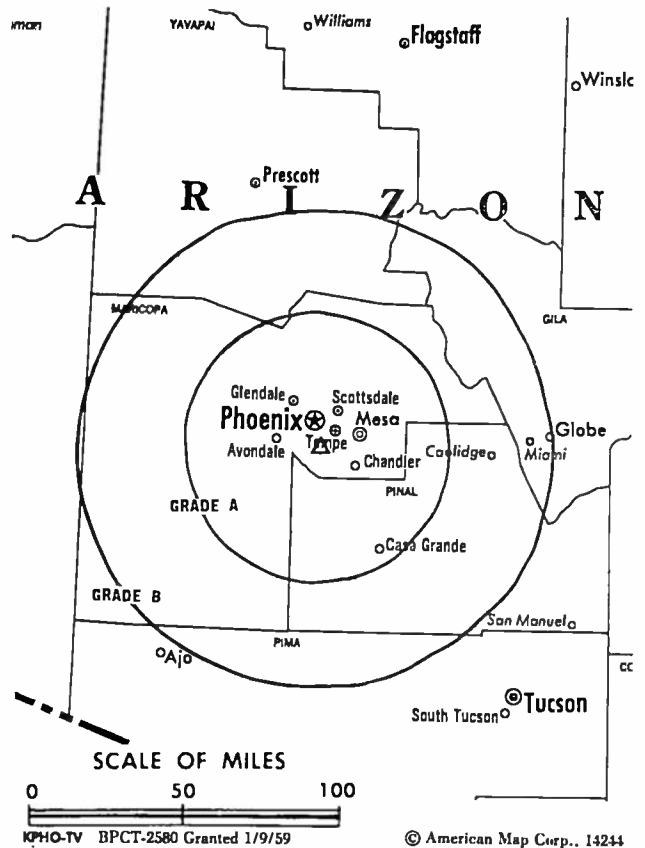 YAVAPAI
Williams
Flagstaff
Prescott
A R I Z O N
MARICOPA
GILA
Glendale
Scottsdale
Phoenix
Mesa
Tempe
Avondale
Chandler
Coolidge
Miami
Globe
PINAL
GRADE A
Casa Grande
GRADE B
San Manuel
PIMA
Ajo
Tucson
South Tucson
SCALE OF MILES
0 50 100
KPHO-TV BPCT-2580 Granted 1/9/59
© American Map Corp., 14244